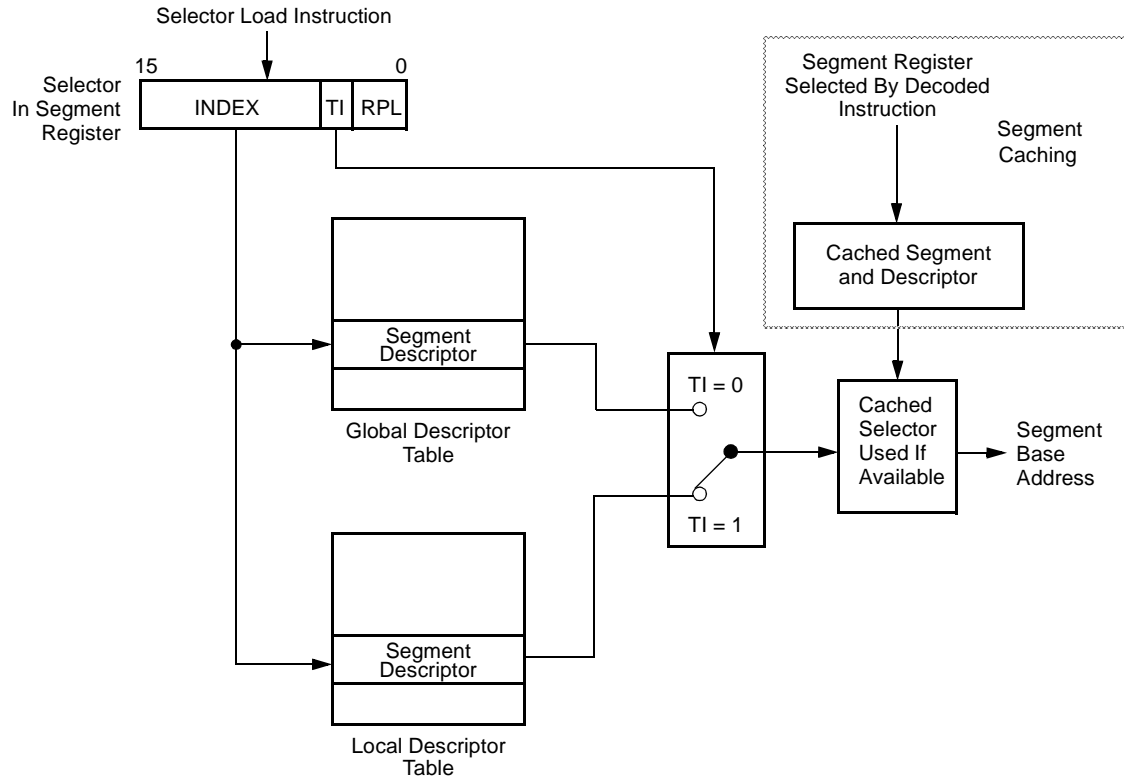 Selector Load Instruction
15
0
Selector
In Segment
Register
INDEX
TI
RPL
Segment Register
Selected By Decoded
Instruction
Segment
Caching
Cached Segment
and Descriptor
Segment
Descriptor
Global Descriptor
Table
TI = 0
TI = 1
Cached
Selector
Used If
Available
Segment
Base
Address
Segment
Descriptor
Local Descriptor
Table